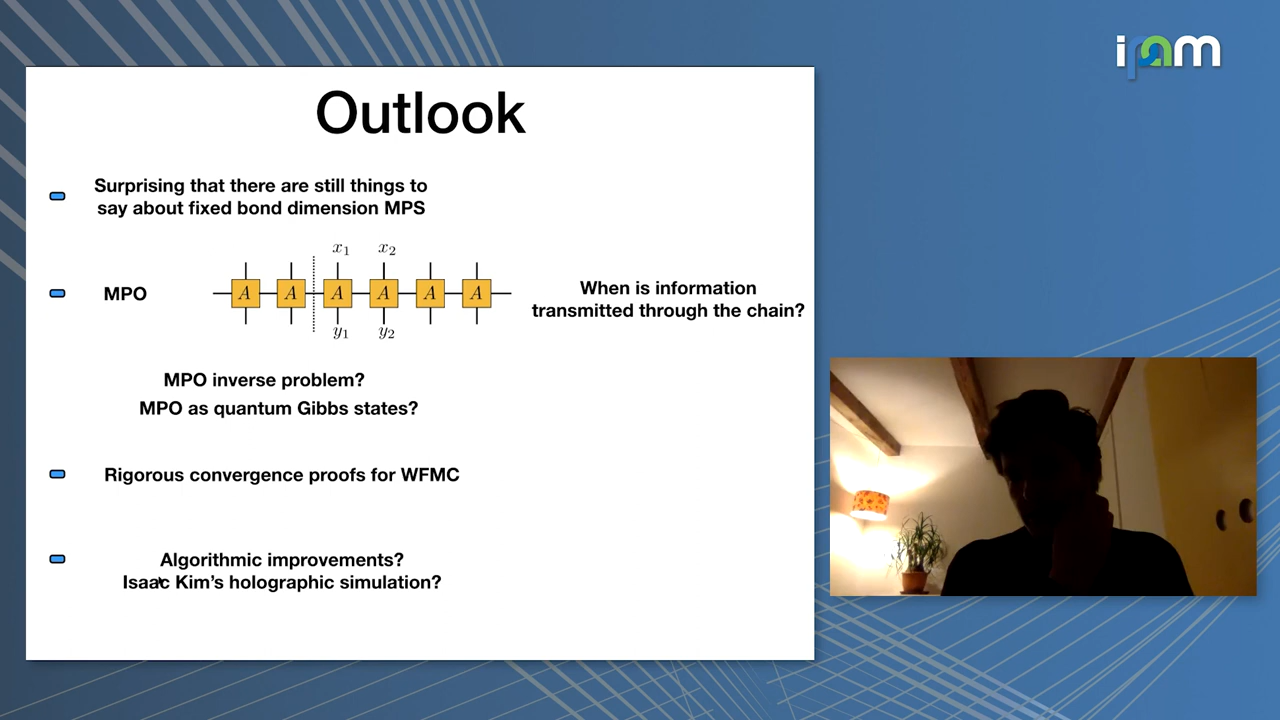 ipam
Outlook
Surprising that there are still things to
say about fixed bond dimension MPS
x1 x2
MPO
A A A A A A
y1 y2
When is information
transmitted through the chain?
MPO inverse problem?
MPO as quantum Gibbs states?
Rigorous convergence proofs for WFMC
Algorithmic improvements?
Isaac Kim's holographic simulation?